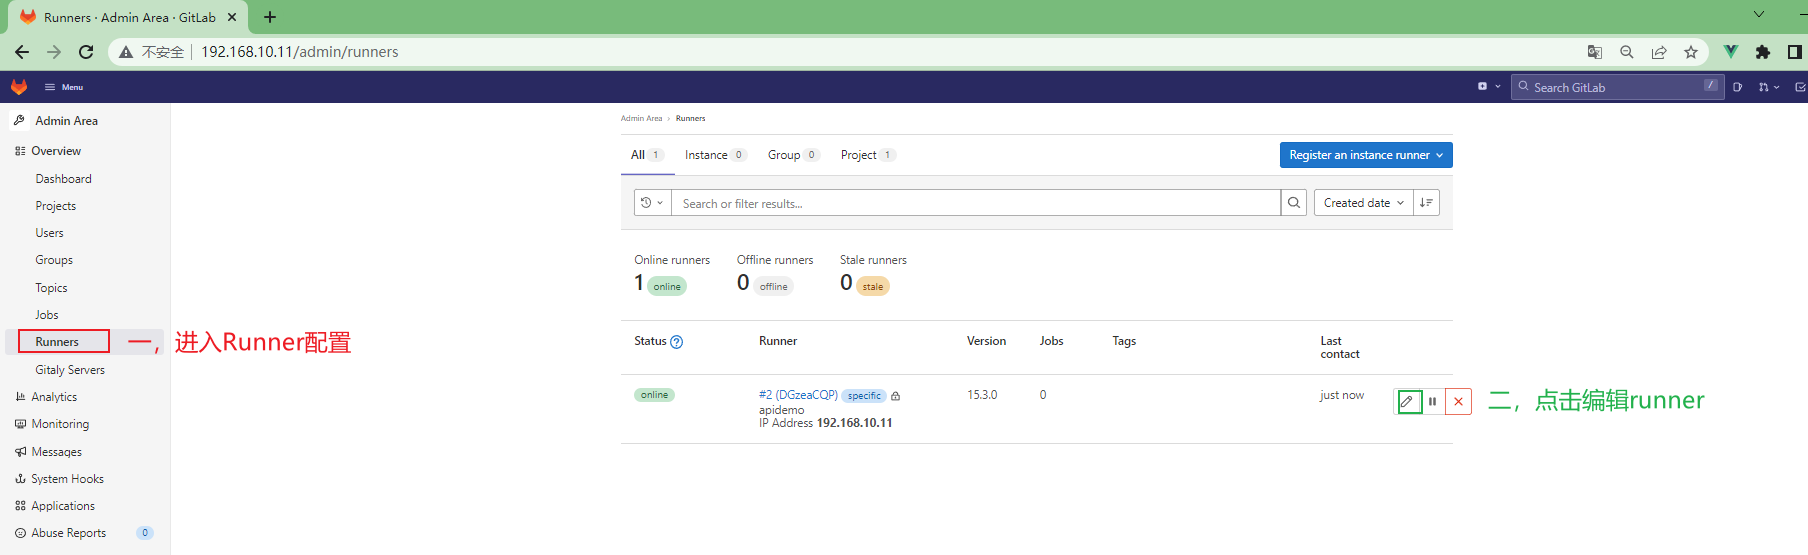 Runners · Admin Area · GitLab
不安全 192.168.10.11/admin/runners
Menu
Search GitLab /
Admin Area
Overview
Dashboard
Projects
Users
Groups
Topics
Jobs
Runners
Gitaly Servers
Analytics
Monitoring
Messages
System Hooks
Applications
Abuse Reports 0
一，进入Runner配置
Admin Area › Runners
All 1 Instance 0 Group 0 Project 1
Register an instance runner
Search or filter results...
Created date
Online runners Offline runners Stale runners
1 online 0 offline 0 stale
Status Runner Version Jobs Tags Last contact
online #2 (DGzeaCQP) specific 15.3.0 0 just now
apidemo
IP Address 192.168.10.11
二，点击编辑runner